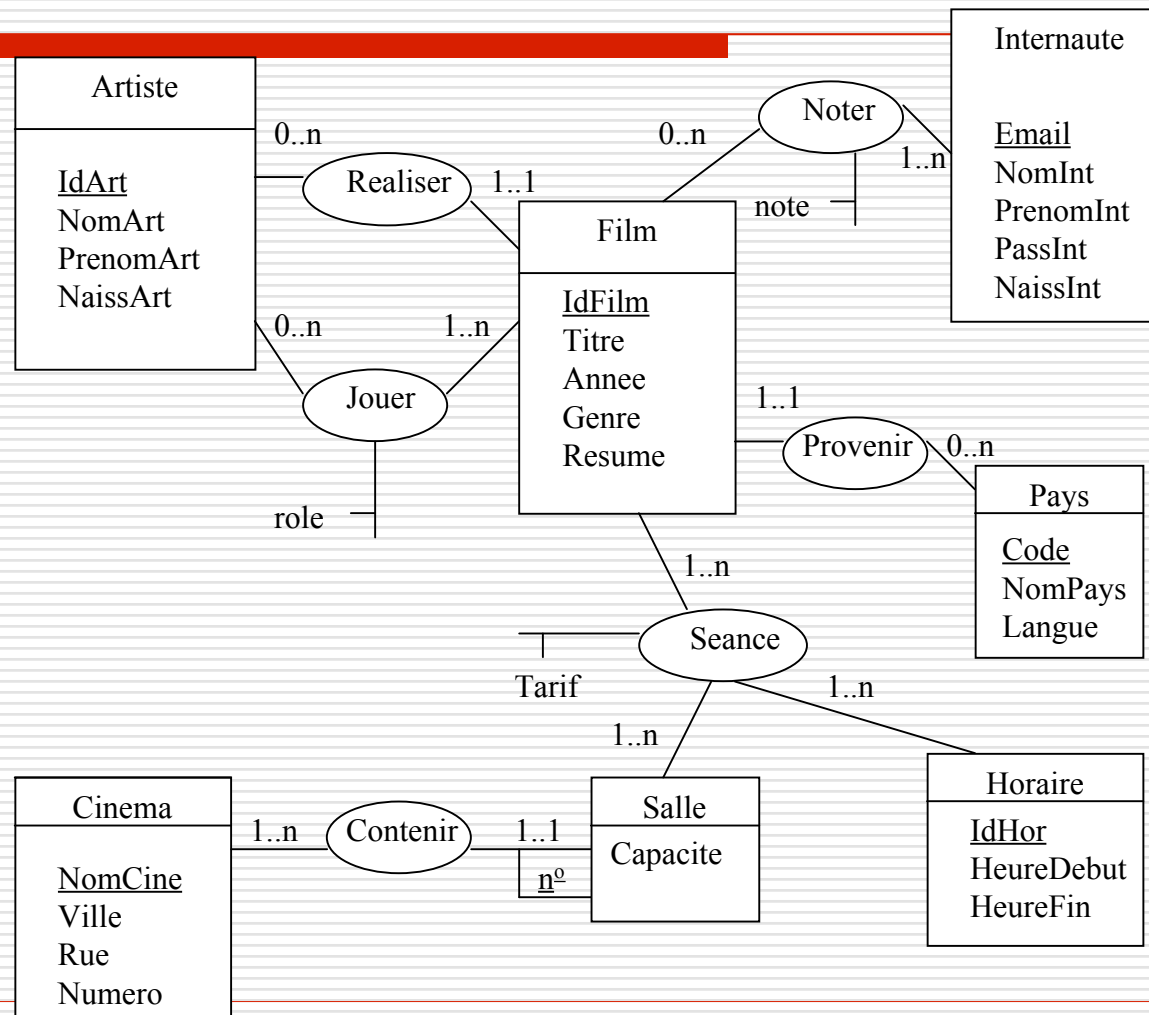 Artiste
IdArt
NomArt
PrenomArt
NaissArt
0..n
Realiser
1..1
0..n
Jouer
1..n
role
0..n
Noter
1..n
note
Internaute
Email
NomInt
PrenomInt
PassInt
NaissInt
Film
IdFilm
Titre
Annee
Genre
Resume
1..1
Provenir
0..n
Pays
Code
NomPays
Langue
1..n
Seance
Tarif
1..n
1..n
Cinema
NomCine
Ville
Rue
Numero
1..n
Contenir
1..1
nº
Salle
Capacite
Horaire
IdHor
HeureDebut
HeureFin